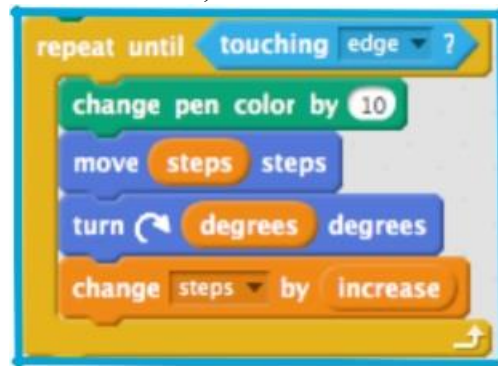 repeat until touching edge ?
change pen color by 10
move steps steps
turn degrees degrees
change steps by increase